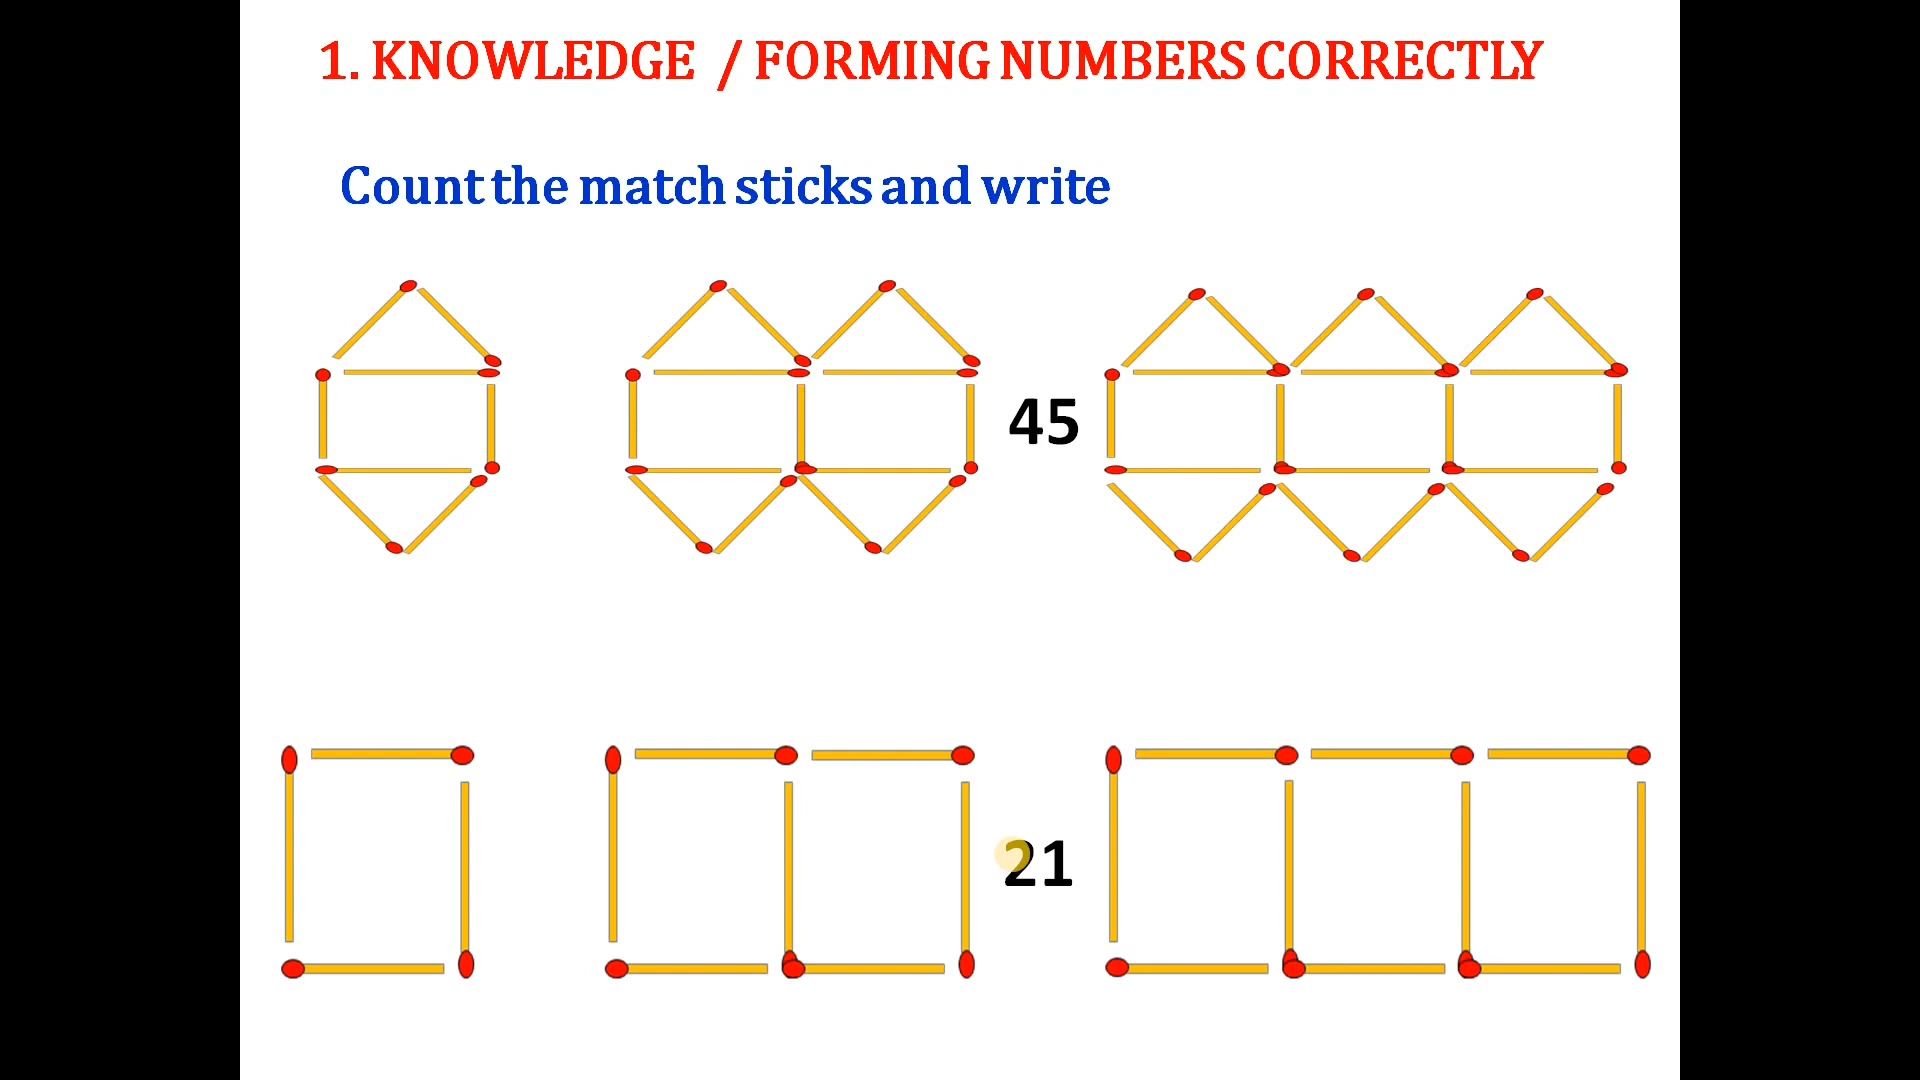 1. KNOWLEDGE / FORMING NUMBERS CORRECTLY
Count the match sticks and write
45
21